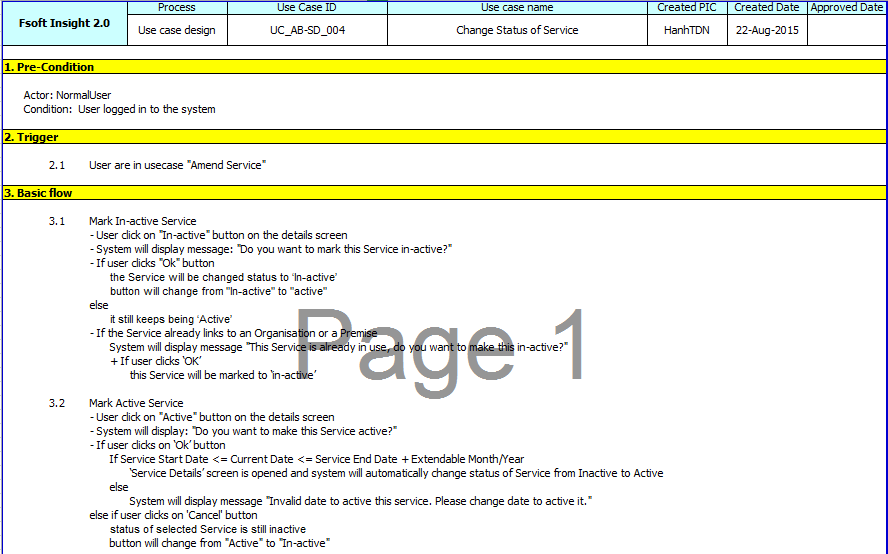 Fsoft Insight 2.0
Process Use Case ID Use case name Created PIC Created Date Approved Date
Use case design UC_AB-SD_004 Change Status of Service HanhTDN 22-Aug-2015
1. Pre-Condition
Actor: NormalUser
Condition: User logged in to the system
2. Trigger
2.1 User are in usecase "Amend Service"
3. Basic flow
3.1 Mark In-active Service
- User click on "In-active" button on the details screen
- System will display message: "Do you want to mark this Service in-active?"
- If user clicks "Ok" button
the Service will be changed status to 'In-active'
button will change from "In-active" to "active"
else
it still keeps being 'Active'
- If the Service already links to an Organisation or a Premise
System will display message "This Service is already in use, do you want to make this in-active?"
+ If user clicks 'OK'
this Service will be marked to 'in-active'
Page 1
3.2 Mark Active Service
- User click on "Active" button on the details screen
- System will display: "Do you want to make this Service active?"
- If user clicks on 'Ok' button
If Service Start Date <= Current Date <= Service End Date + Extendable Month/Year
'Service Details' screen is opened and system will automatically change status of Service from Inactive to Active
else
System will display message "Invalid date to active this service. Please change date to active it."
else if user clicks on 'Cancel' button
status of selected Service is still inactive
button will change from "Active" to "In-active"